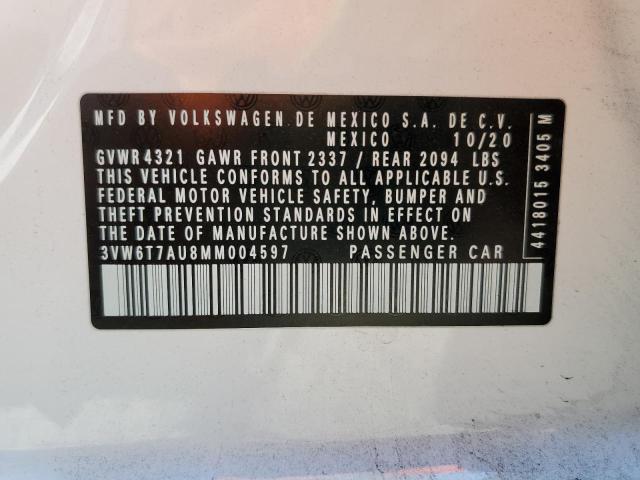 MFD BY VOLKSWAGEN DE MEXICO S.A. DE C.V.
MEXICO 10/20
GVWR 4321 GAWR FRONT 2337 / REAR 2094 LBS
THIS VEHICLE CONFORMS TO ALL APPLICABLE U.S.
FEDERAL MOTOR VEHICLE SAFETY, BUMPER AND
THEFT PREVENTION STANDARDS IN EFFECT ON
THE DATE OF MANUFACTURE SHOWN ABOVE.
3VW6T7AU8MM004597 PASSENGER CAR
4418015 3405 M